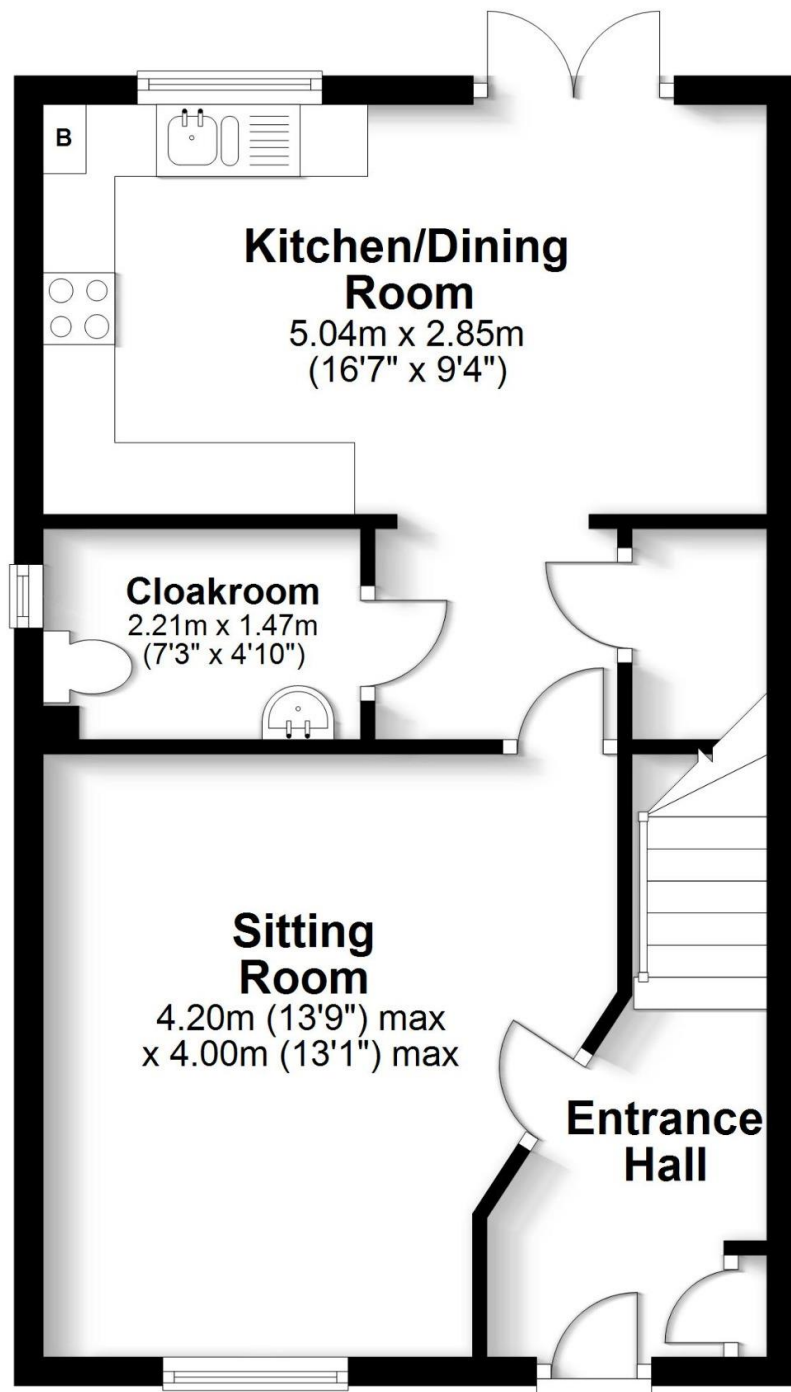 B
Kitchen/Dining
Room
5.04m x 2.85m
(16'7" x 9'4")
Cloakroom
2.21m x 1.47m
(7'3" x 4'10")
Sitting
Room
4.20m (13'9") max
x 4.00m (13'1") max
Entrance
Hall